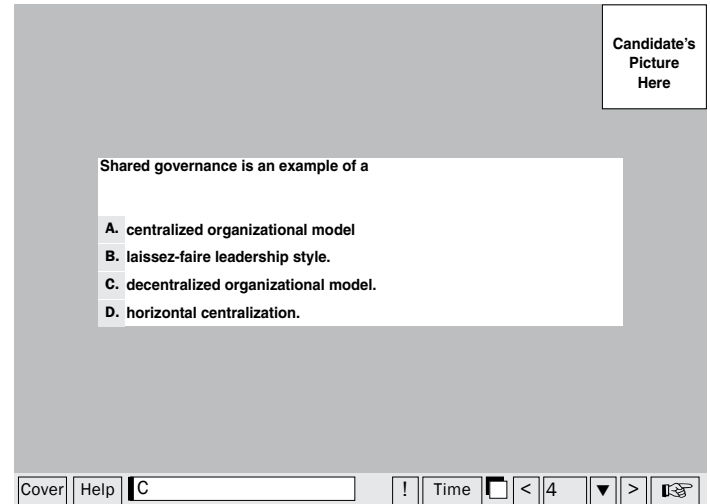 Candidate's
Picture
Here
Shared governance is an example of a
A. centralized organizational model
B. laissez-faire leadership style.
C. decentralized organizational model.
D. horizontal centralization.
Cover Help C ! Time < 4 ▼ > ☞